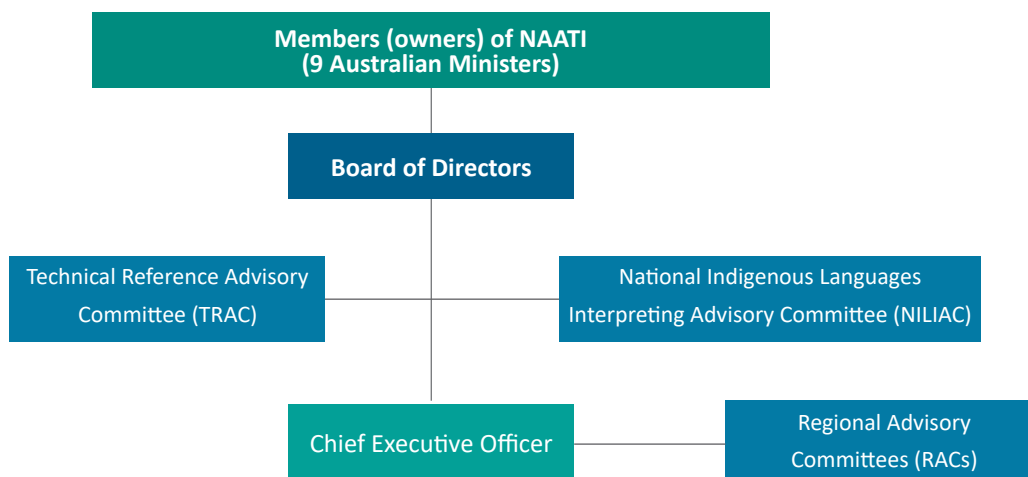 Members (owners) of NAATI
(9 Australian Ministers)
Board of Directors
Technical Reference Advisory
Committee (TRAC)
National Indigenous Languages
Interpreting Advisory Committee (NILIAC)
Chief Executive Officer
Regional Advisory
Committees (RACs)